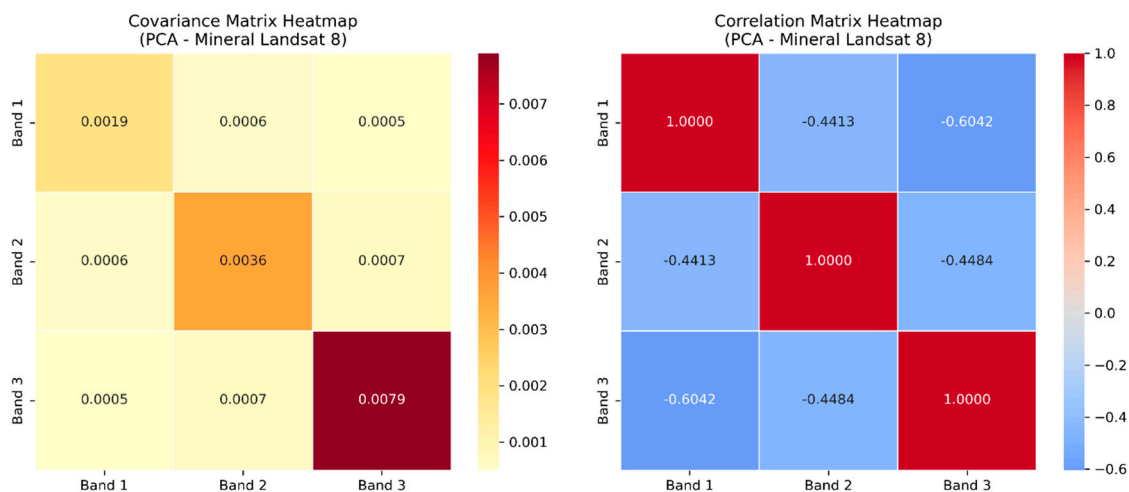 Covariance Matrix Heatmap
(PCA - Mineral Landsat 8)
Band 1
0.0019 0.0006 0.0005
Band 2
0.0006 0.0036 0.0007
Band 3
0.0005 0.0007 0.0079
Band 1 Band 2 Band 3
0.007
0.006
0.005
0.004
0.003
0.002
0.001
Correlation Matrix Heatmap
(PCA - Mineral Landsat 8)
Band 1
1.0000 -0.4413 -0.6042
Band 2
-0.4413 1.0000 -0.4484
Band 3
-0.6042 -0.4484 1.0000
Band 1 Band 2 Band 3
1.0
0.8
0.6
0.4
0.2
0.0
−0.2
−0.4
−0.6